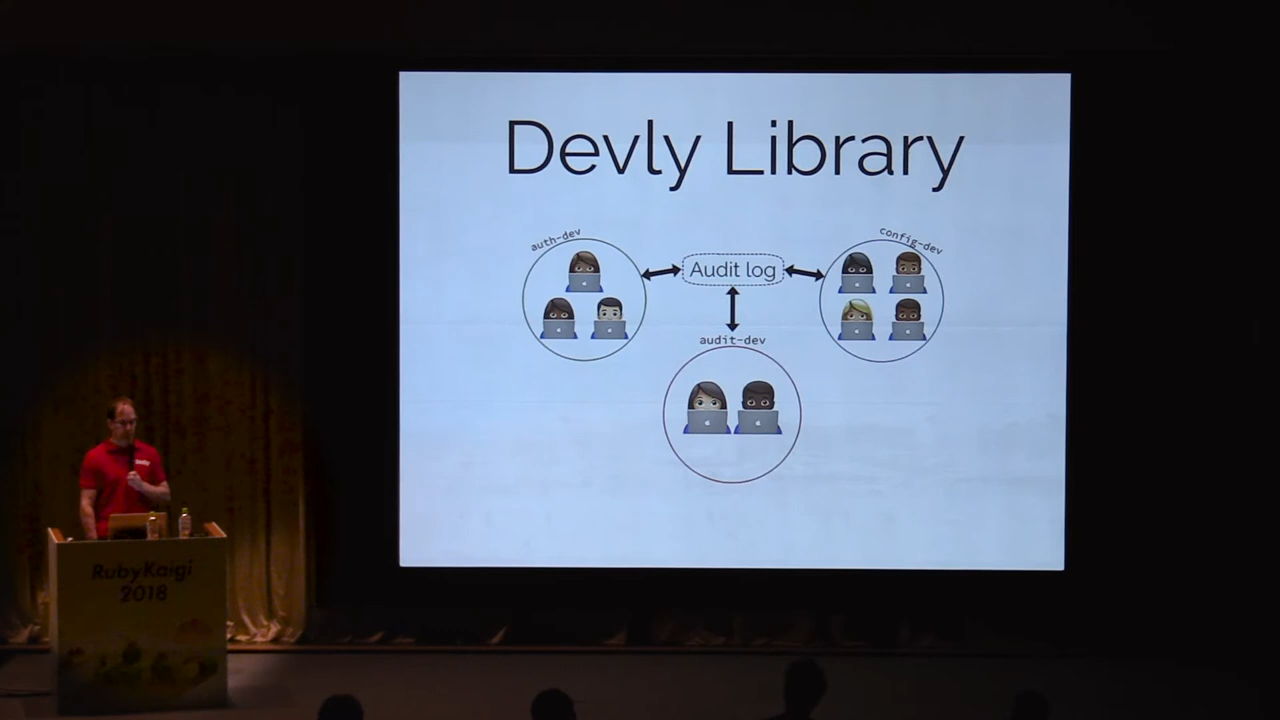 Devly Library
auth-dev
config-dev
Audit log
audit-dev
RubyKaigi
2018